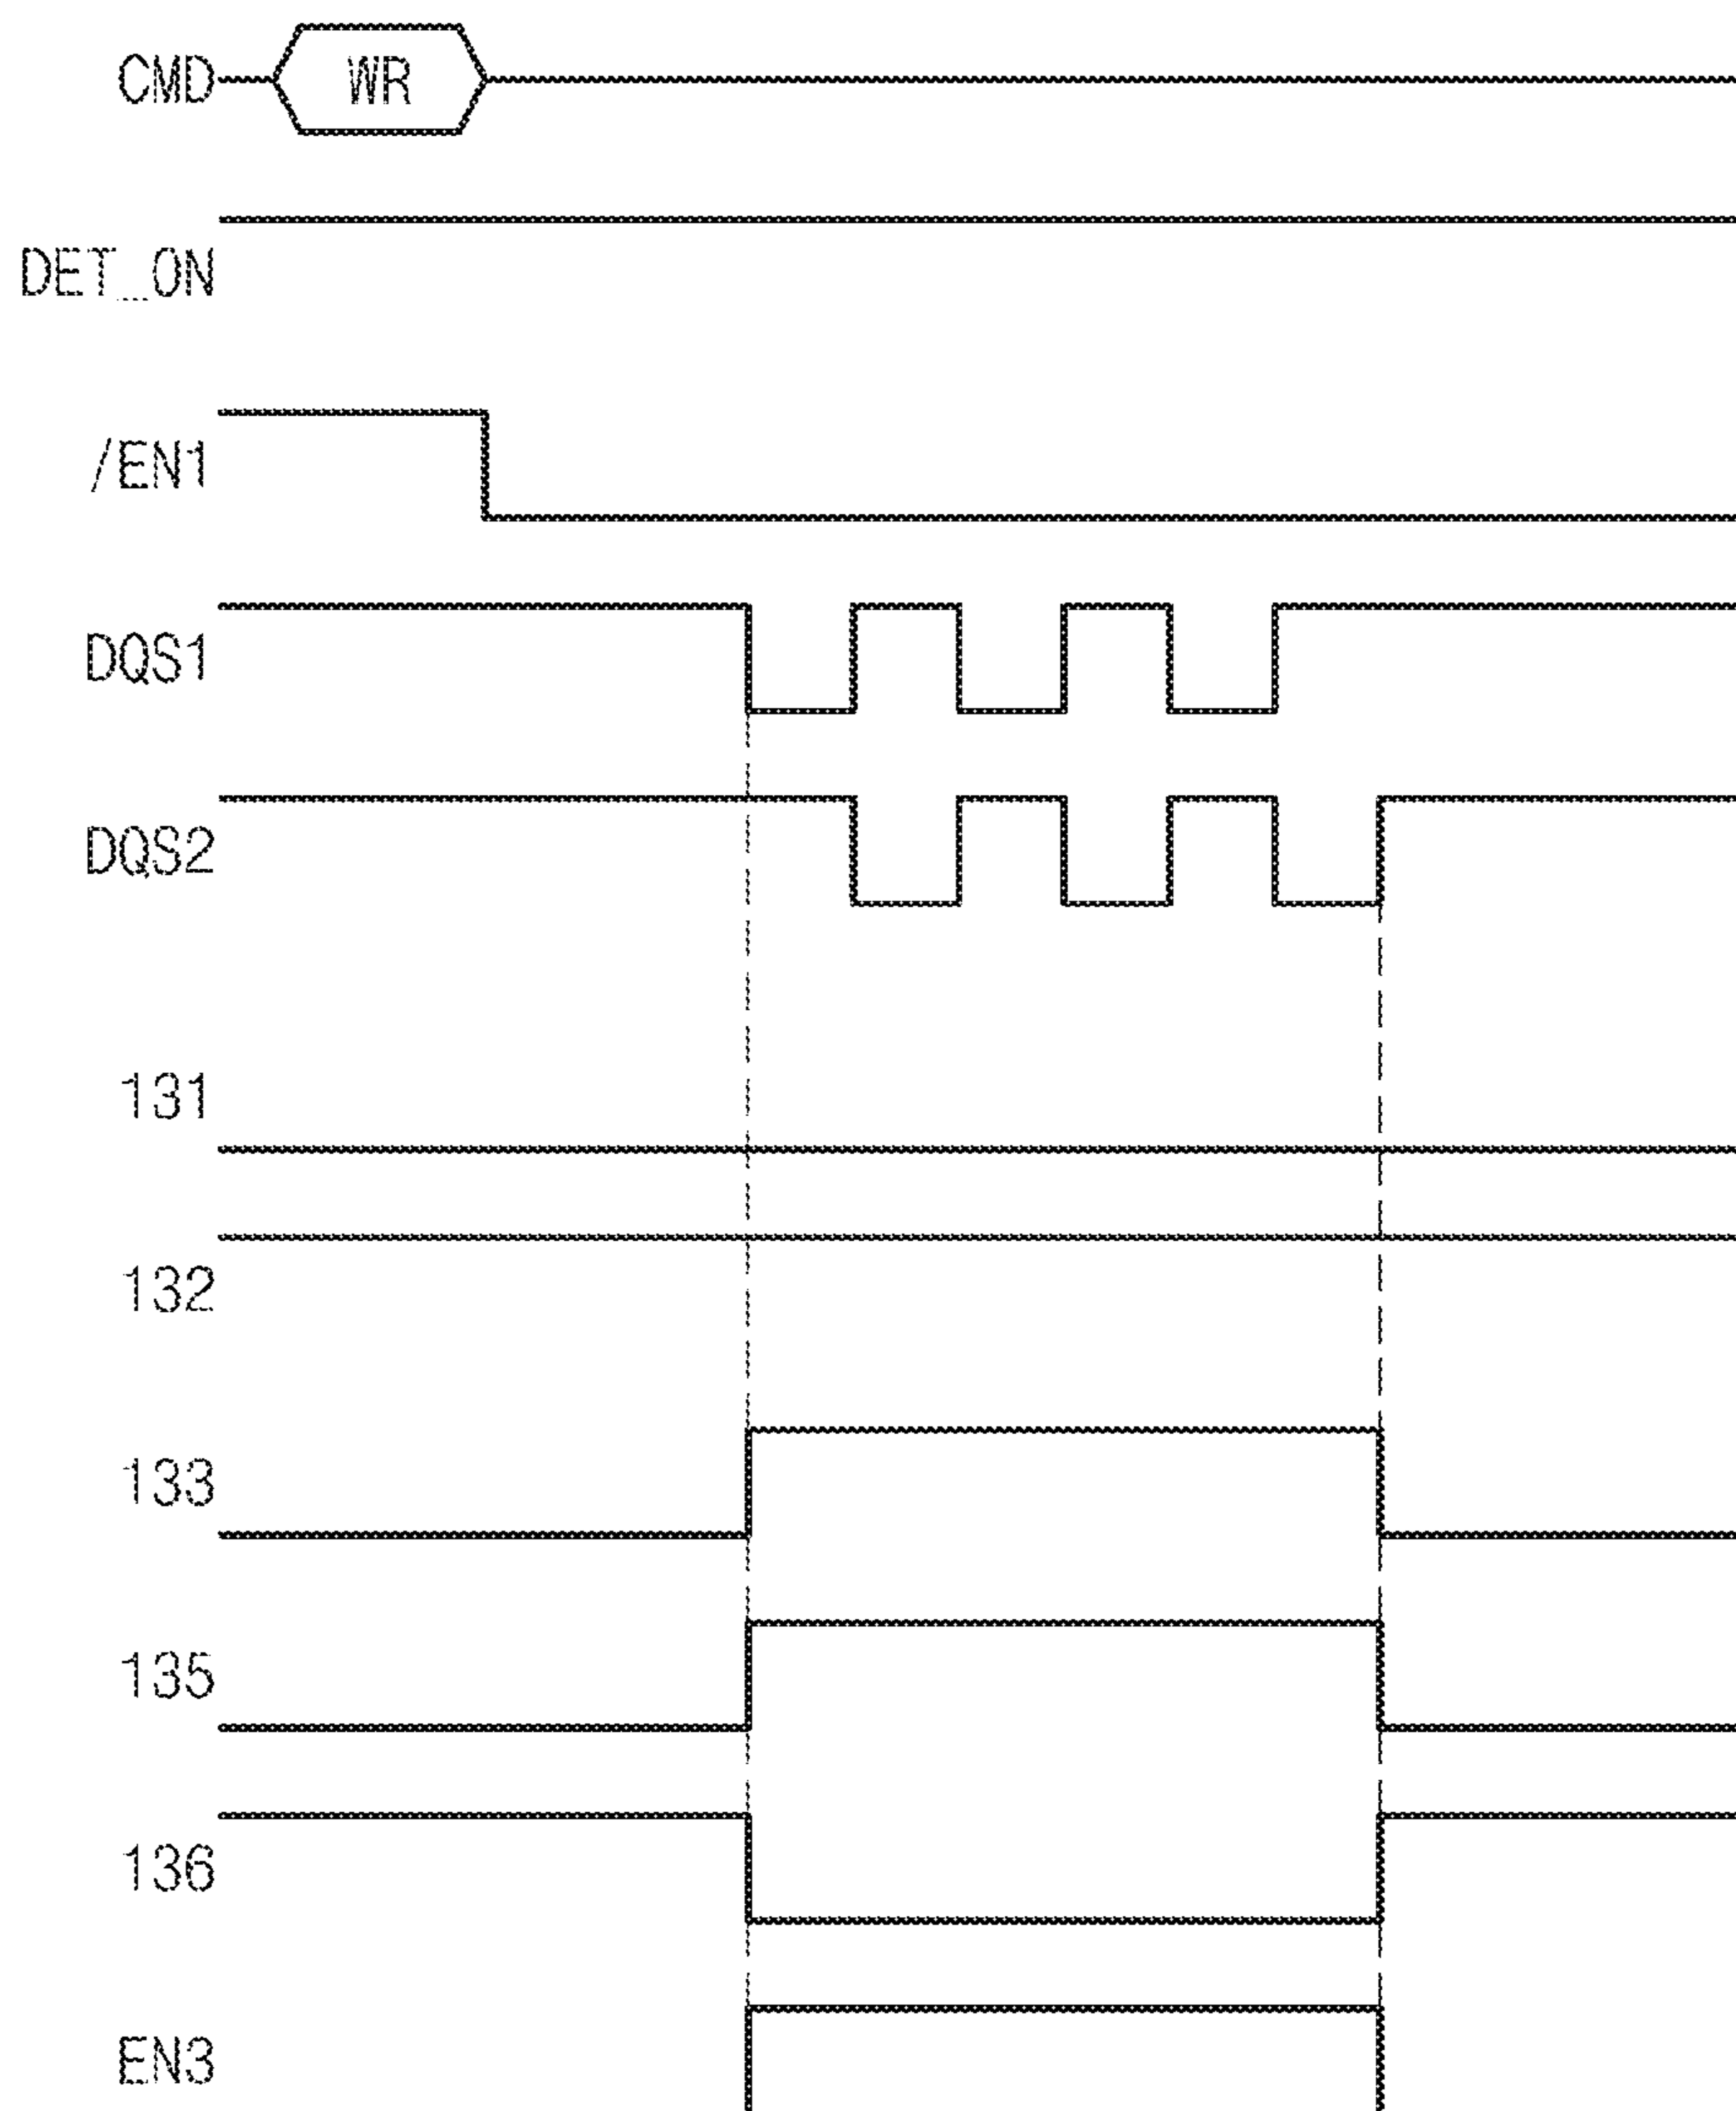 CMD WR
DET_ON
/EN1
DQS1
DQS2
131
132
133
135
136
EN3